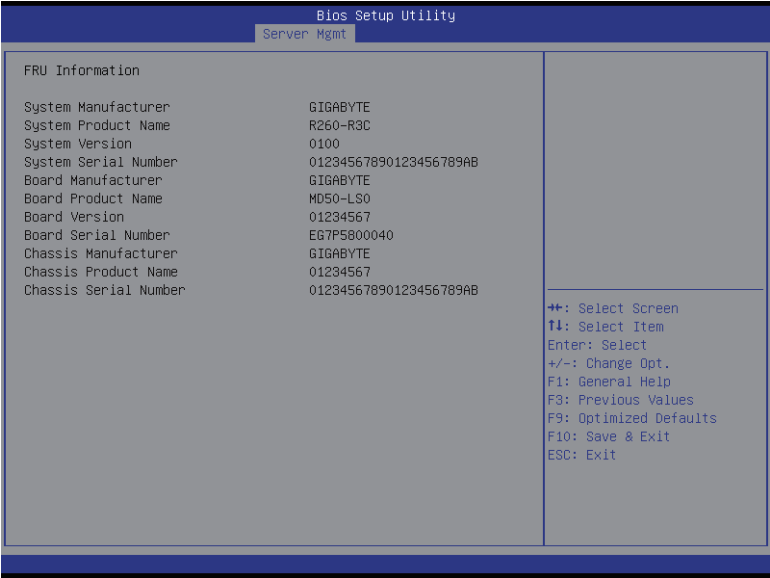 Bios Setup Utility
Server Mgmt
FRU Information
System Manufacturer GIGABYTE
System Product Name R260-R3C
System Version 0100
System Serial Number 01234567890123456789AB
Board Manufacturer GIGABYTE
Board Product Name MD50-LS0
Board Version 01234567
Board Serial Number EG7P5800040
Chassis Manufacturer GIGABYTE
Chassis Product Name 01234567
Chassis Serial Number 01234567890123456789AB
→←: Select Screen
↑↓: Select Item
Enter: Select
+/-: Change Opt.
F1: General Help
F3: Previous Values
F9: Optimized Defaults
F10: Save & Exit
ESC: Exit